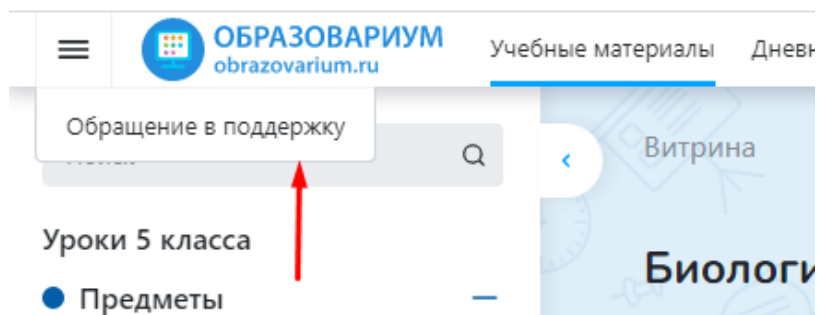 ОБРАЗОВАРИУМ
obrazovarium.ru
Учебные материалы
Обращение в поддержку
Витрина
Уроки 5 класса
Предметы